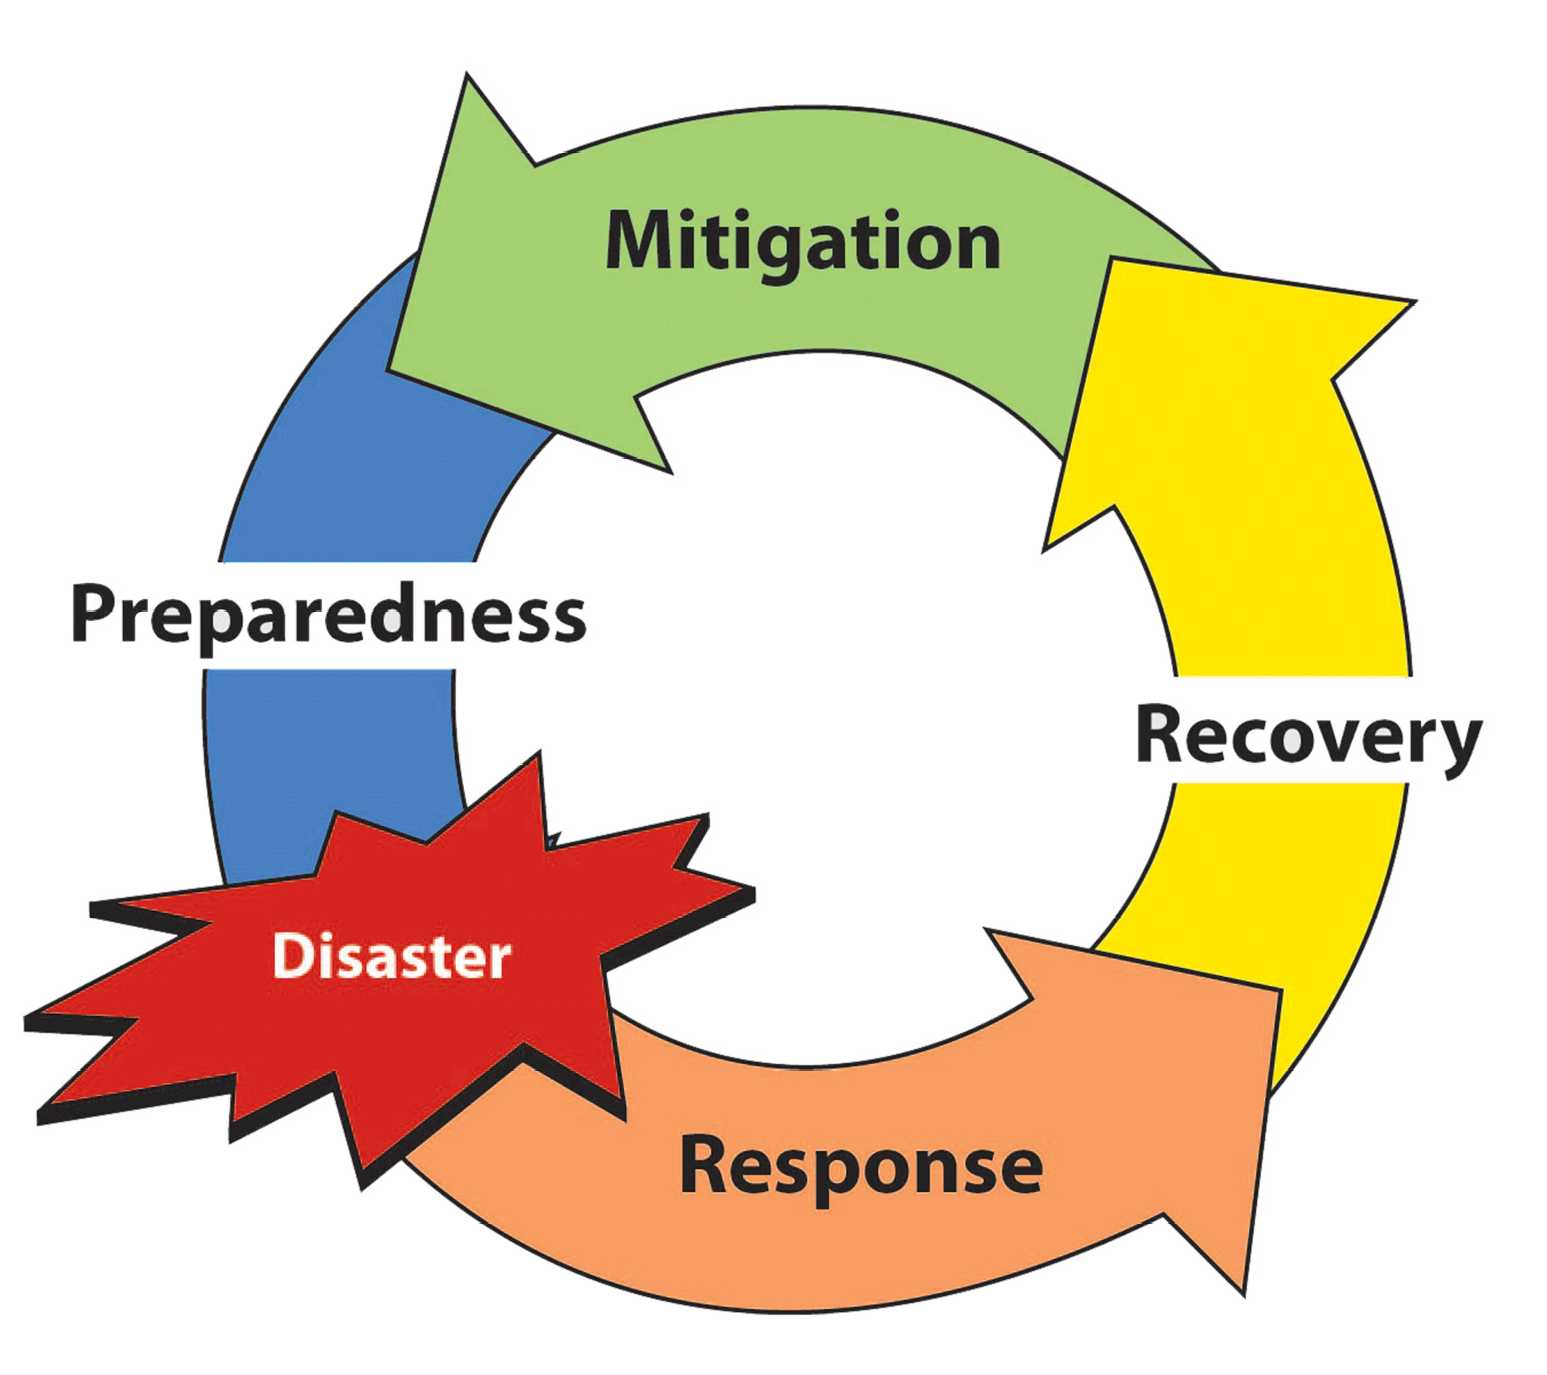 Mitigation
Preparedness
Recovery
Disaster
Response